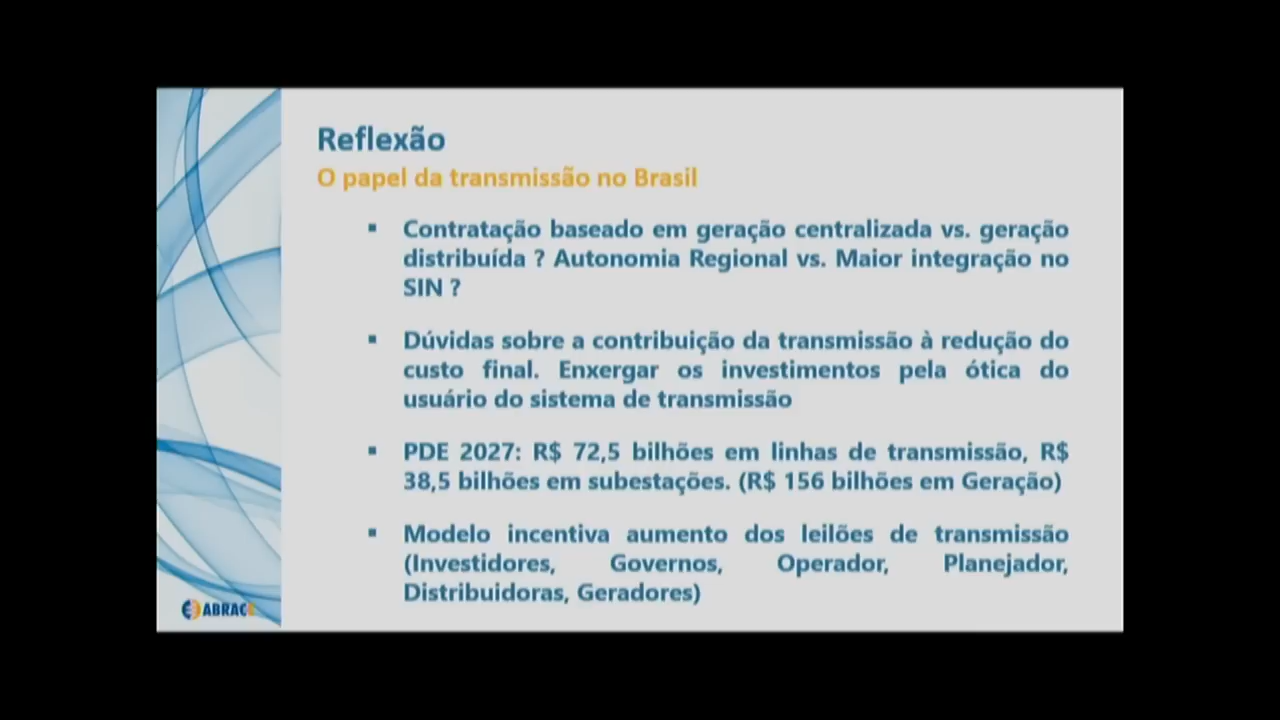 Reflexão
O papel da transmissão no Brasil
▪ Contratação baseado em geração centralizada vs. geração
distribuída ? Autonomia Regional vs. Maior integração no
SIN ?
▪ Dúvidas sobre a contribuição da transmissão à redução do
custo final. Enxergar os investimentos pela ótica do
usuário do sistema de transmissão
▪ PDE 2027: R$ 72,5 bilhões em linhas de transmissão, R$
38,5 bilhões em subestações. (R$ 156 bilhões em Geração)
▪ Modelo incentiva aumento dos leilões de transmissão
(Investidores, Governos, Operador, Planejador,
Distribuidoras, Geradores)
ABRACE